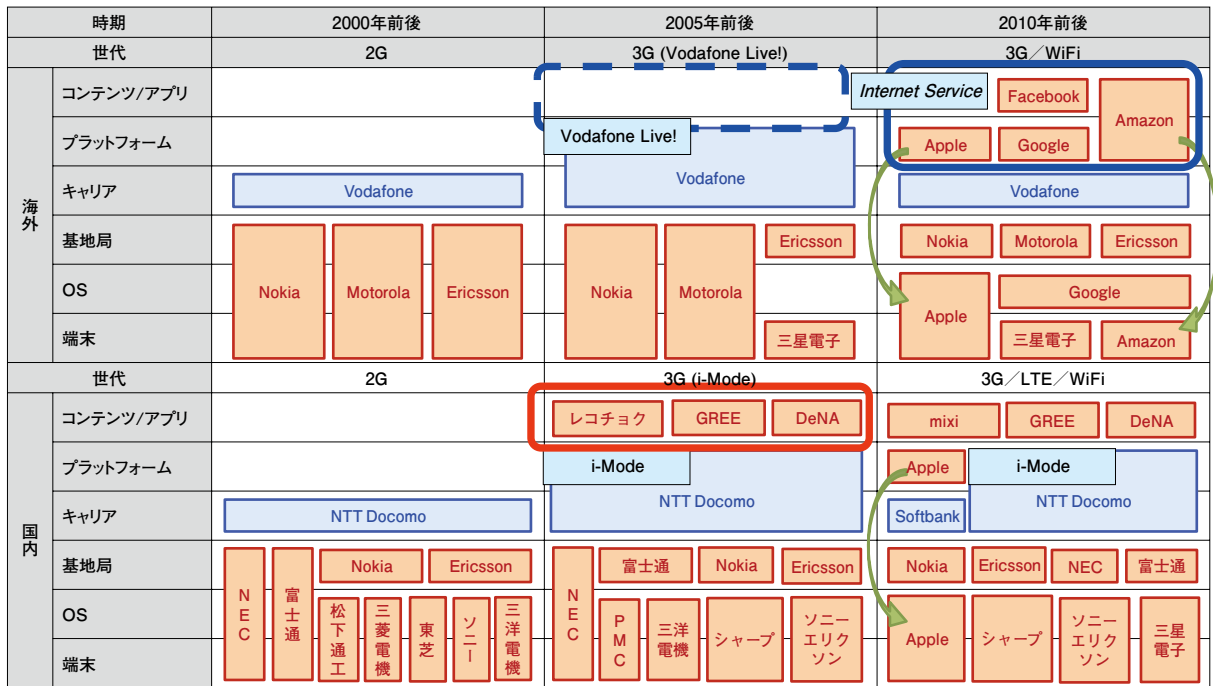 時期 2000年前後 2005年前後 2010年前後
世代 2G 3G (Vodafone Live!) 3G／WiFi
海外
コンテンツ/アプリ Internet Service Facebook Amazon
プラットフォーム Vodafone Live! Apple Google
キャリア Vodafone Vodafone Vodafone
基地局 Ericsson Nokia Motorola Ericsson
OS Nokia Motorola Ericsson Nokia Motorola Apple Google
端末 三星電子 三星電子 Amazon
世代 2G 3G (i-Mode) 3G／LTE／WiFi
国内
コンテンツ/アプリ レコチョク GREE DeNA mixi GREE DeNA
プラットフォーム i-Mode Apple i-Mode
キャリア NTT Docomo NTT Docomo Softbank NTT Docomo
基地局 Nokia Ericsson 富士通 Nokia Ericsson Nokia Ericsson NEC 富士通
OS NEC 富士通 松下通工 三菱電機 東芝 ソニー 三洋電機 NEC PMC 三洋電機 シャープ ソニーエリクソン Apple シャープ ソニーエリクソン 三星電子
端末